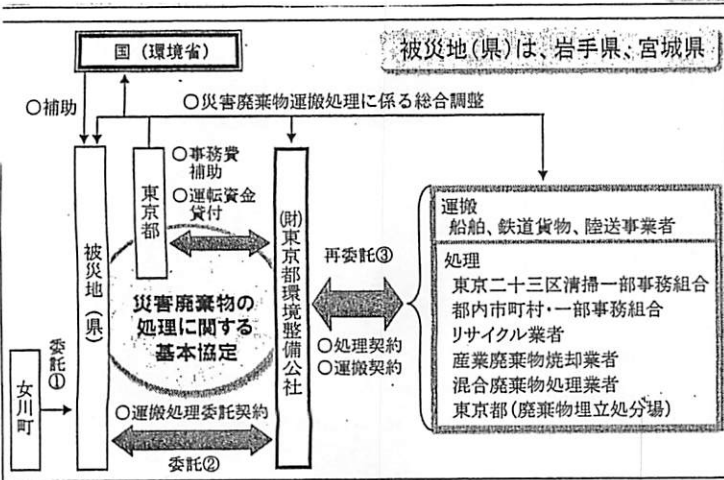 国(環境省)
被災地(県)は、岩手県、宮城県
○補助
○災害廃棄物運搬処理に係る総合調整
東京都
○事務費
補助
○運転資金
貸付
被災地(県)
災害廃棄物の
処理に関する
基本協定
(財)東京都環境整備公社
再委託③
○処理契約
○運搬契約
運搬
船舶、鉄道貨物、陸送事業者
処理
東京二十三区清掃一部事務組合
都内市町村・一部事務組合
リサイクル業者
産業廃棄物焼却業者
混合廃棄物処理業者
東京都(廃棄物埋立処分場)
委託①
女川町
○運搬処理委託契約
委託②